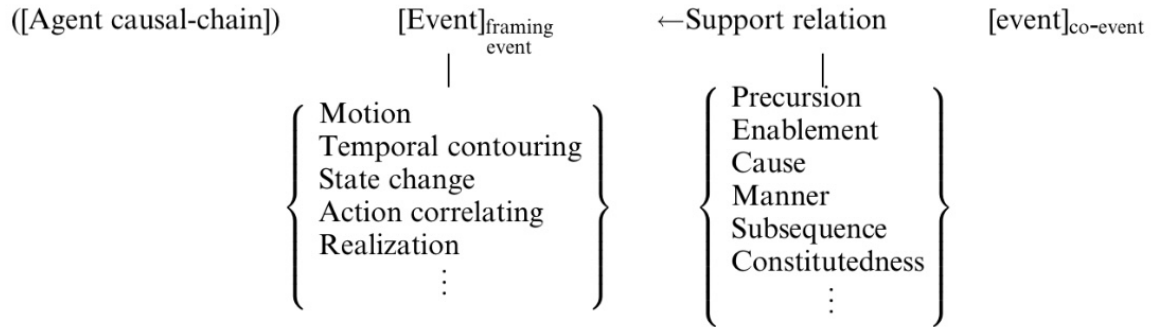 ([Agent causal-chain]) [Event]framing event ←Support relation [event]co-event
Motion
Temporal contouring
State change
Action correlating
Realization
⋮
Precursion
Enablement
Cause
Manner
Subsequence
Constitutedness
⋮